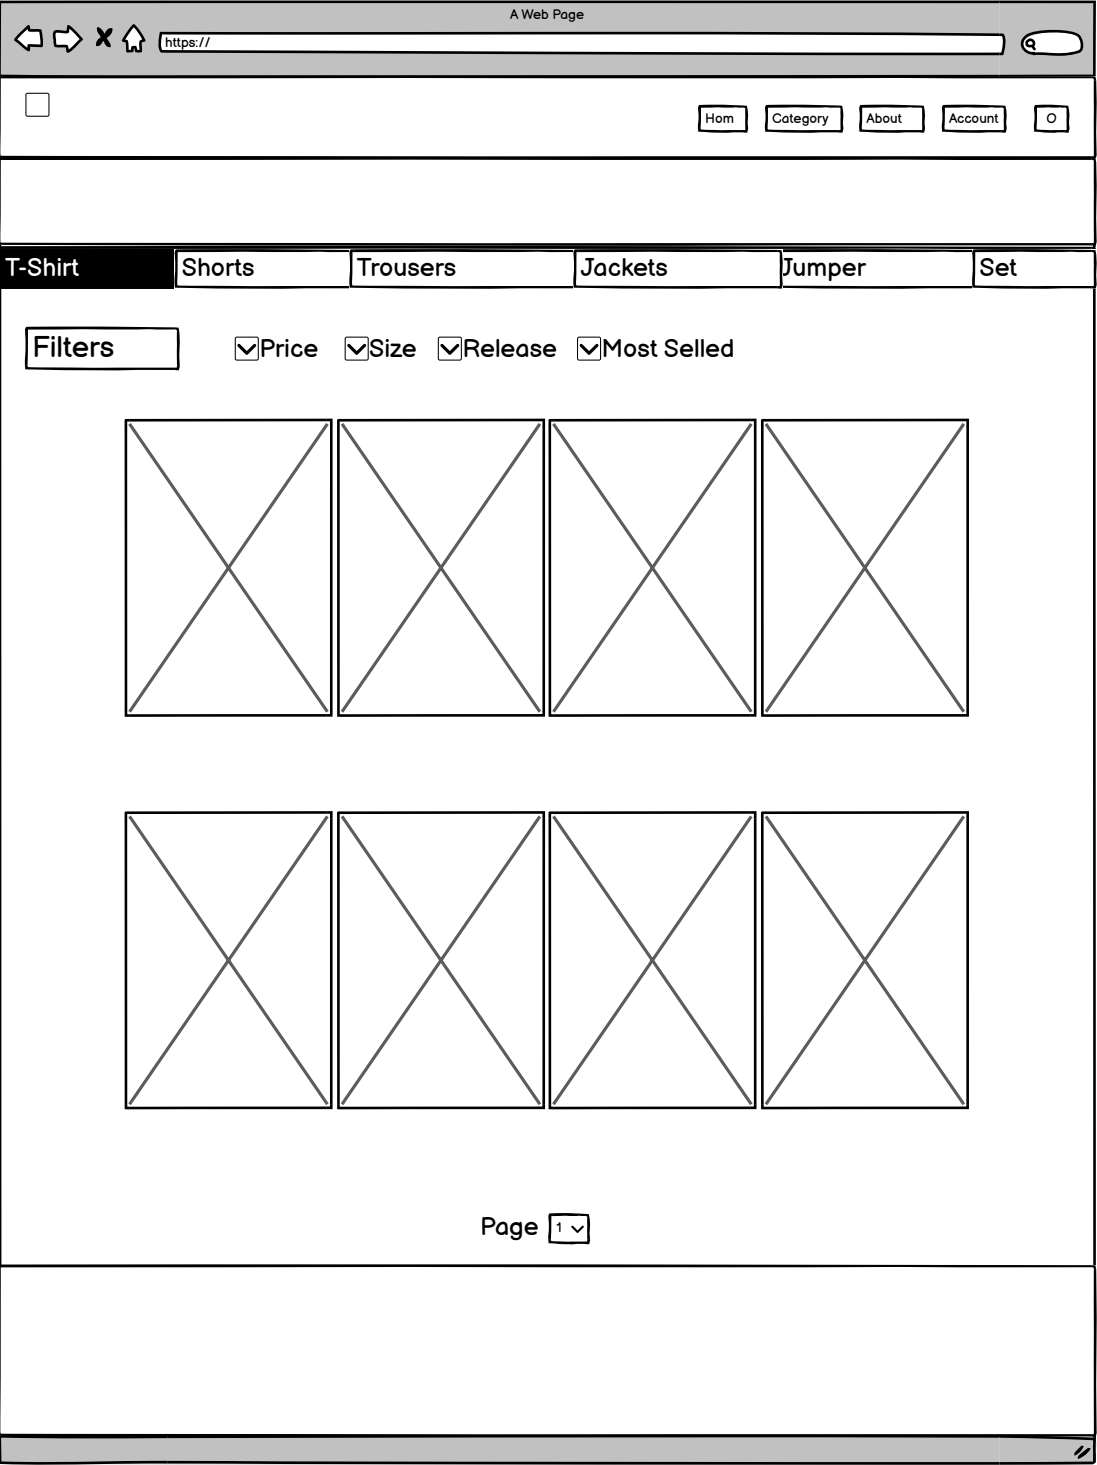 A Web Page
https://
Hom Category About Account O
T-Shirt Shorts Trousers Jackets Jumper Set
Filters Price Size Release Most Selled
Page 1